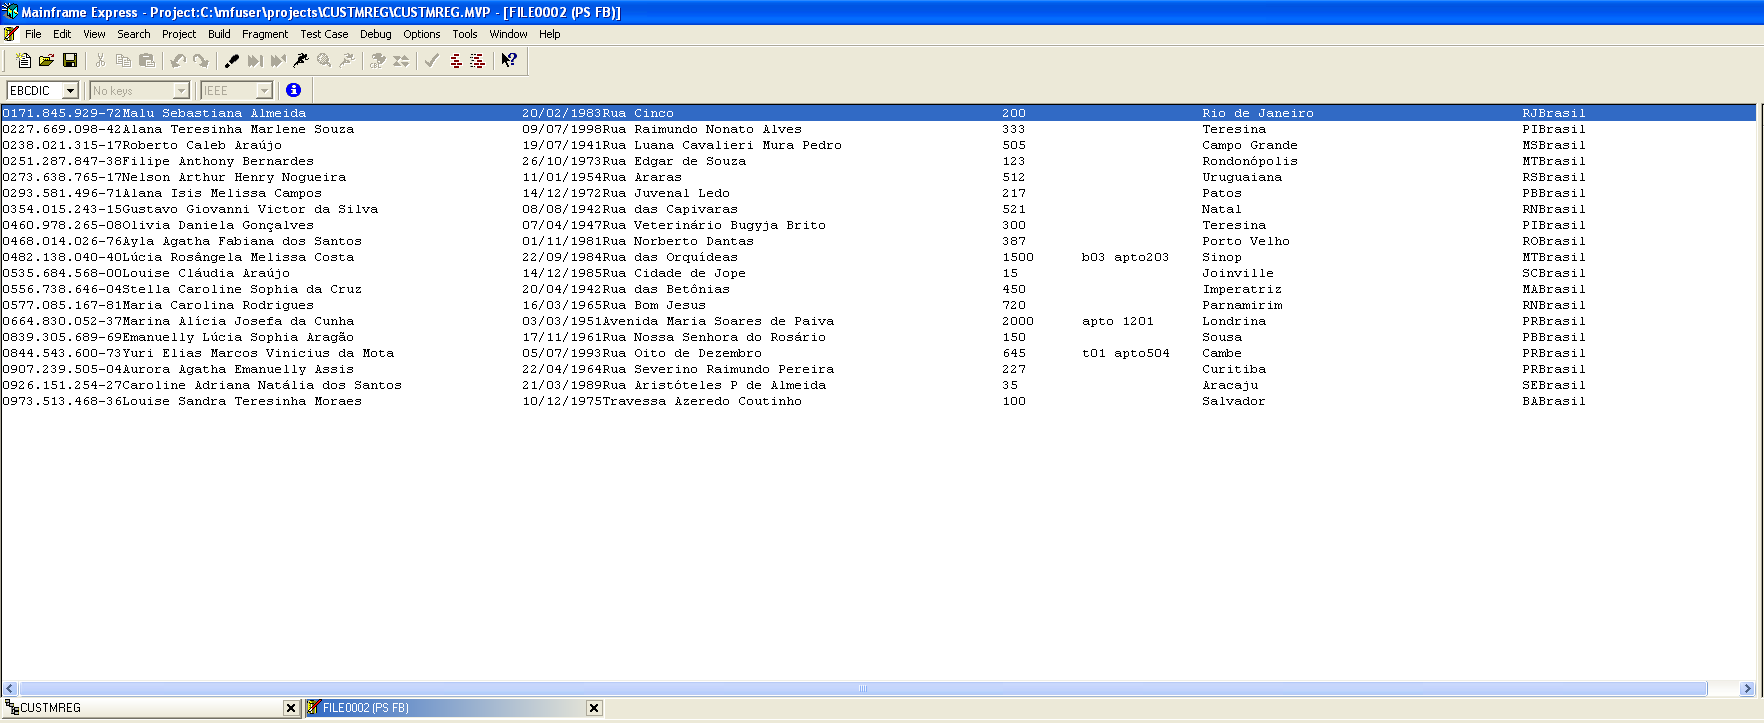 Mainframe Express - Project:C:\mfuser\projects\CUSTMREG\CUSTMREG.MVP - [FILE0002 (PS FB)]
File Edit View Search Project Build Fragment Test Case Debug Options Tools Window Help
EBCDIC No keys IEEE
0171.845.929-72Malu Sebastiana Almeida 20/02/1983Rua Cinco 200 Rio de Janeiro RJBrasil
0227.669.098-42Alana Teresinha Marlene Souza 09/07/1998Rua Raimundo Nonato Alves 333 Teresina PIBrasil
0238.021.315-17Roberto Caleb Araújo 19/07/1941Rua Luana Cavalieri Mura Pedro 505 Campo Grande MSBrasil
0251.287.847-38Filipe Anthony Bernardes 26/10/1973Rua Edgar de Souza 123 Rondonópolis MTBrasil
0273.638.765-17Nelson Arthur Henry Nogueira 11/01/1954Rua Araras 512 Uruguaiana RSBrasil
0293.581.496-71Alana Isis Melissa Campos 14/12/1972Rua Juvenal Ledo 217 Patos PBBrasil
0354.015.243-15Gustavo Giovanni Victor da Silva 08/08/1942Rua das Capivaras 521 Natal RNBrasil
0460.978.265-08Olivia Daniela Gonçalves 07/04/1947Rua Veterinário Bugyja Brito 300 Teresina PIBrasil
0468.014.026-76Ayla Agatha Fabiana dos Santos 01/11/1981Rua Norberto Dantas 387 Porto Velho ROBrasil
0482.138.040-40Lúcia Rosângela Melissa Costa 22/09/1984Rua das Orquídeas 1500 b03 apto203 Sinop MTBrasil
0535.684.568-00Louise Cláudia Araújo 14/12/1985Rua Cidade de Jope 15 Joinville SCBrasil
0556.738.646-04Stella Caroline Sophia da Cruz 20/04/1942Rua das Betônias 450 Imperatriz MABrasil
0577.085.167-81Maria Carolina Rodrigues 16/03/1965Rua Bom Jesus 720 Parnamirim RNBrasil
0664.830.052-37Marina Alícia Josefa da Cunha 03/03/1951Avenida Maria Soares de Paiva 2000 apto 1201 Londrina PRBrasil
0839.305.689-69Emanuelly Lúcia Sophia Aragão 17/11/1961Rua Nossa Senhora do Rosário 150 Sousa PBBrasil
0844.543.600-73Yuri Elias Marcos Vinicius da Mota 05/07/1993Rua Oito de Dezembro 645 t01 apto504 Cambe PRBrasil
0907.239.505-04Aurora Agatha Emanuelly Assis 22/04/1964Rua Severino Raimundo Pereira 227 Curitiba PRBrasil
0926.151.254-27Caroline Adriana Natália dos Santos 21/03/1989Rua Aristóteles P de Almeida 35 Aracaju SEBrasil
0973.513.468-36Louise Sandra Teresinha Moraes 10/12/1975Travessa Azeredo Coutinho 100 Salvador BABrasil
CUSTMREG FILE0002 (PS FB)